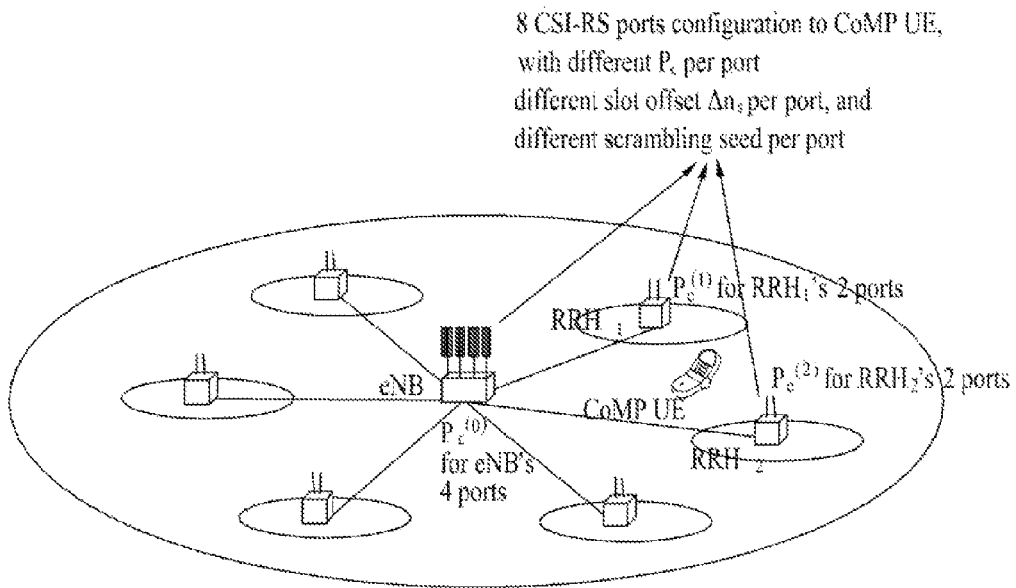 8 CSI-RS ports configuration to CoMP UE,
with different P_c per port
different slot offset Δn_s per port, and
different scrambling seed per port
P_c^(1) for RRH_1's 2 ports
RRH_1
eNB
P_c^(2) for RRH_2's 2 ports
CoMP UE
P_c^(0)
for eNB's
4 ports
RRH_2